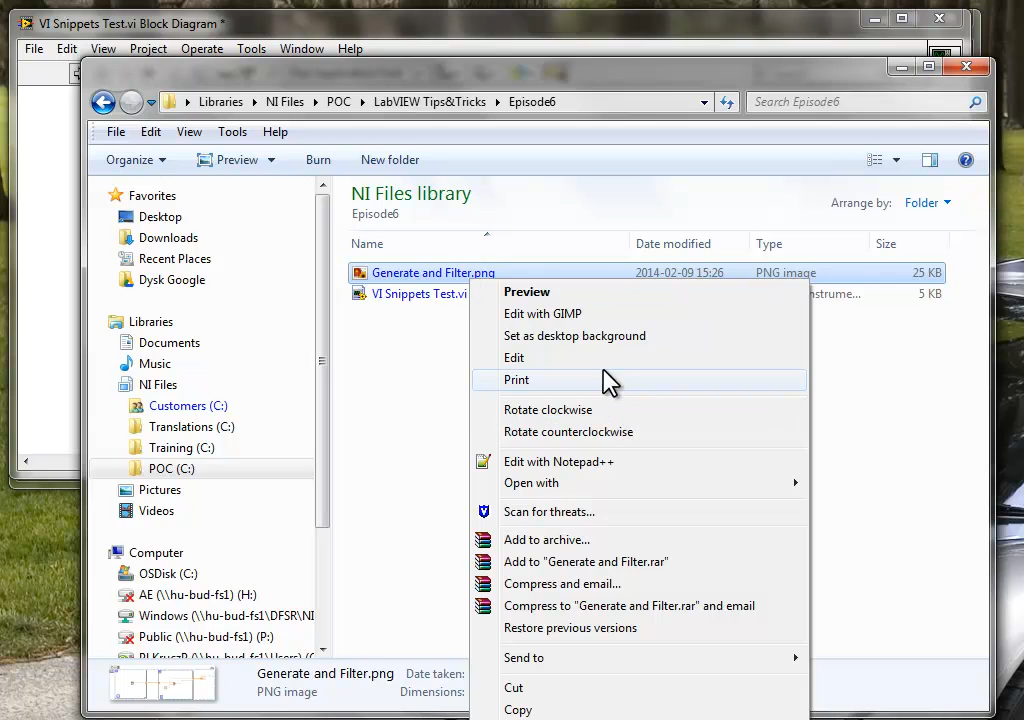 VI Snippets Test.vi Block Diagram *
File Edit View Project Operate Tools Window Help
Libraries NI Files POC LabVIEW Tips&Tricks Episode6
Search Episode6
File Edit View Tools Help
Organize Preview Burn New folder
Favorites
Desktop
Downloads
Recent Places
Dysk Google
Libraries
Documents
Music
NI Files
Customers (C:)
Translations (C:)
Training (C:)
POC (C:)
Pictures
Videos
Computer
OSDisk (C:)
AE (\\hu-bud-fs1) (H:)
Windows (\\hu-bud-fs1\DFSR\NI
Public (\\hu-bud-fs1) (P:)
NI Files library
Episode6
Arrange by: Folder
Name Date modified Type Size
Generate and Filter.png 2014-02-09 15:26 PNG image 25 KB
VI Snippets Test.vi nstrume... 5 KB
Preview
Edit with GIMP
Set as desktop background
Edit
Print
Rotate clockwise
Rotate counterclockwise
Edit with Notepad++
Open with
Scan for threats...
Add to archive...
Add to "Generate and Filter.rar"
Compress and email...
Compress to "Generate and Filter.rar" and email
Restore previous versions
Send to
Cut
Copy
Generate and Filter.png Date taken:
PNG image Dimensions: